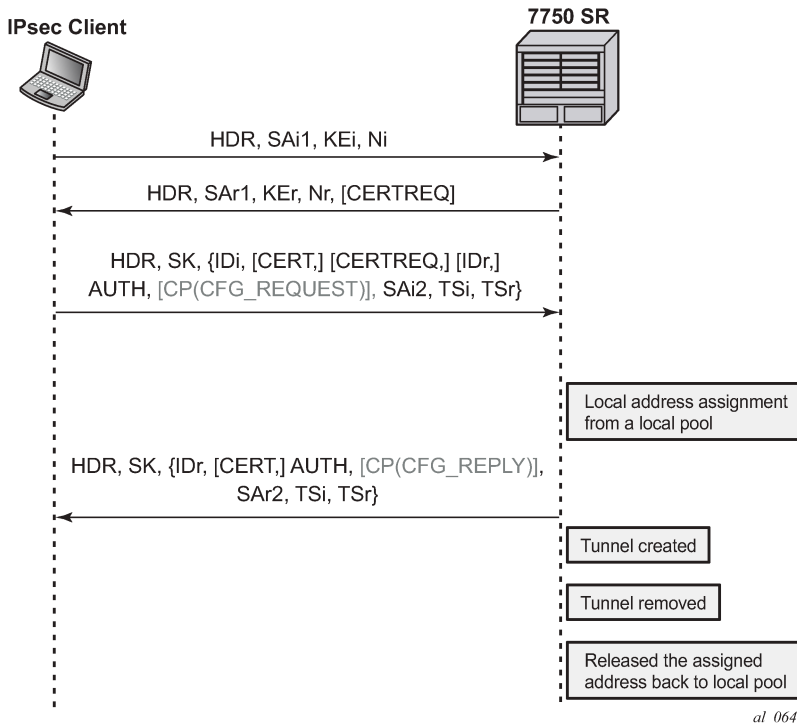 IPsec Client
7750 SR
HDR, SAi1, KEi, Ni
HDR, SAr1, KEr, Nr, [CERTREQ]
HDR, SK, {IDi, [CERT,] [CERTREQ,] [IDr,]
AUTH, [CP(CFG_REQUEST)], SAi2, TSi, TSr}
Local address assignment
from a local pool
HDR, SK, {IDr, [CERT,] AUTH, [CP(CFG_REPLY)],
SAr2, TSi, TSr}
Tunnel created
Tunnel removed
Released the assigned
address back to local pool
al_064